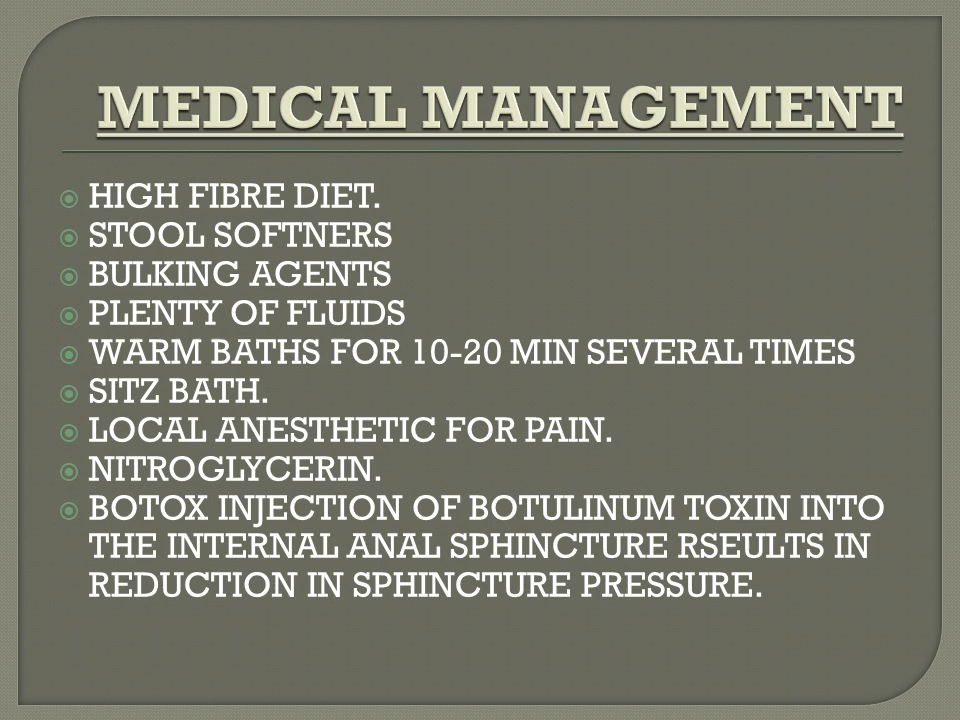 MEDICAL MANAGEMENT
HIGH FIBRE DIET.
STOOL SOFTNERS
BULKING AGENTS
PLENTY OF FLUIDS
WARM BATHS FOR 10-20 MIN SEVERAL TIMES
SITZ BATH.
LOCAL ANESTHETIC FOR PAIN.
NITROGLYCERIN.
BOTOX INJECTION OF BOTULINUM TOXIN INTO
THE INTERNAL ANAL SPHINCTURE RSEULTS IN
REDUCTION IN SPHINCTURE PRESSURE.